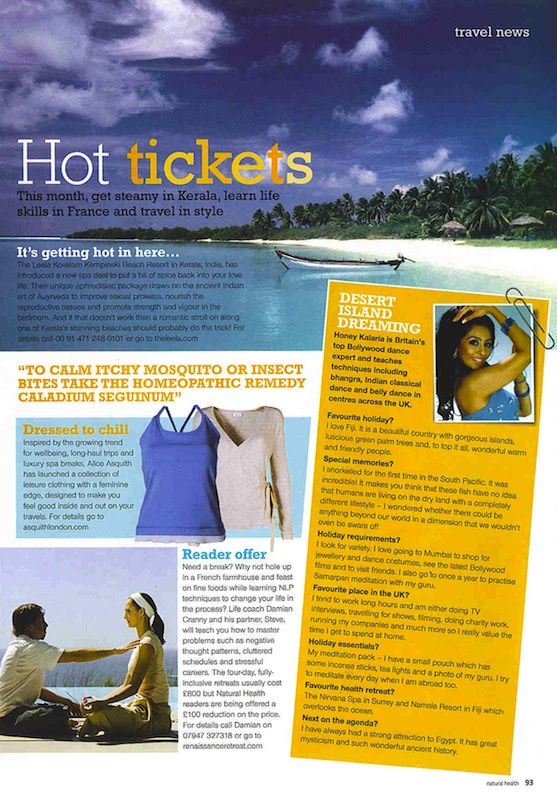 travel news
Hot tickets
This month, get steamy in Kerala, learn life
skills in France and travel in style
It's getting hot in here...
The Leela Kovalam Kempinski Beach Resort in Kerala, India, has
introduced a new spa deal to put a bit of spice back into your love
life. Their unique aphrodisiac package draws on the ancient Indian
art of Auyrveda to improve sexual prowess, nourish the
reproductive tissues and promote strength and vigour in the
bedroom. And if that doesn't work then a romantic stroll on along
one of Kerala's stunning beaches should probably do the trick! For
details call 00 91 471 248 0101 or go to theleela.com
"TO CALM ITCHY MOSQUITO OR INSECT
BITES TAKE THE HOMEOPATHIC REMEDY
CALADIUM SEGUINUM"
Dressed to chill
Inspired by the growing trend
for wellbeing, long-haul trips and
luxury spa breaks, Alice Asquith
has launched a collection of
leisure clothing with a feminine
edge, designed to make you
feel good inside and out on your
travels. For details go to
asquithlondon.com
Reader offer
Need a break? Why not hole up
in a French farmhouse and feast
on fine foods while learning NLP
techniques to change your life in
the process? Life coach Damian
Cranny and his partner, Steve,
will teach you how to master
problems such as negative
thought patterns, cluttered
schedules and stressful
careers. The four-day, fully-
inclusive retreats usually cost
£800 but Natural Health
readers are being offered a
£100 reduction on the price.
For details call Damian on
07947 327318 or go to
renaissanceretreat.com
DESERT
ISLAND
DREAMING
Honey Kalaria is Britain's
top Bollywood dance
expert and teaches
techniques including
bhangra, Indian classical
dance and belly dance in
centres across the UK.
Favourite holiday?
I love Fiji. It is a beautiful country with gorgeous islands,
luscious green palm trees and, to top it all, wonderful warm
and friendly people.
Special memories?
I snorkelled for the first time in the South Pacific. It was
incredible! It makes you think that these fish have no idea
that humans are living on the dry land with a completely
different lifestyle – I wondered whether there could be
anything beyond our world in a dimension that we wouldn't
even be aware of!
Holiday requirements?
I look for variety. I love going to Mumbai to shop for
jewellery and dance costumes, see the latest Bollywood
films and to visit friends. I also go to once a year to practise
Samarpan meditation with my guru.
Favourite place in the UK?
I tend to work long hours and am either doing TV
interviews, travelling for shows, filming, doing charity work,
running my companies and much more so I really value the
time I get to spend at home.
Holiday essentials?
My meditation pack – I have a small pouch which has
some incense sticks, tea lights and a photo of my guru. I try
to meditate every day when I am abroad too.
Favourite health retreat?
The Nirvana Spa in Surrey and Namale Resort in Fiji which
overlooks the ocean.
Next on the agenda?
I have always had a strong attraction to Egypt. It has great
mysticism and such wonderful ancient history.
natural health 93